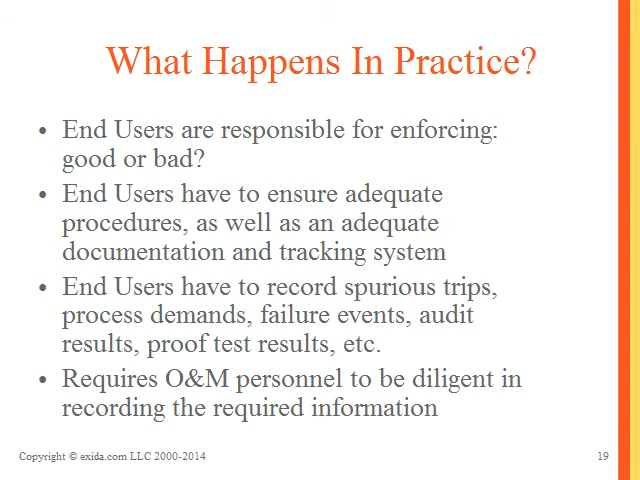 What Happens In Practice?
• End Users are responsible for enforcing:
good or bad?
• End Users have to ensure adequate
procedures, as well as an adequate
documentation and tracking system
• End Users have to record spurious trips,
process demands, failure events, audit
results, proof test results, etc.
• Requires O&M personnel to be diligent in
recording the required information
Copyright © exida.com LLC 2000-2014
19